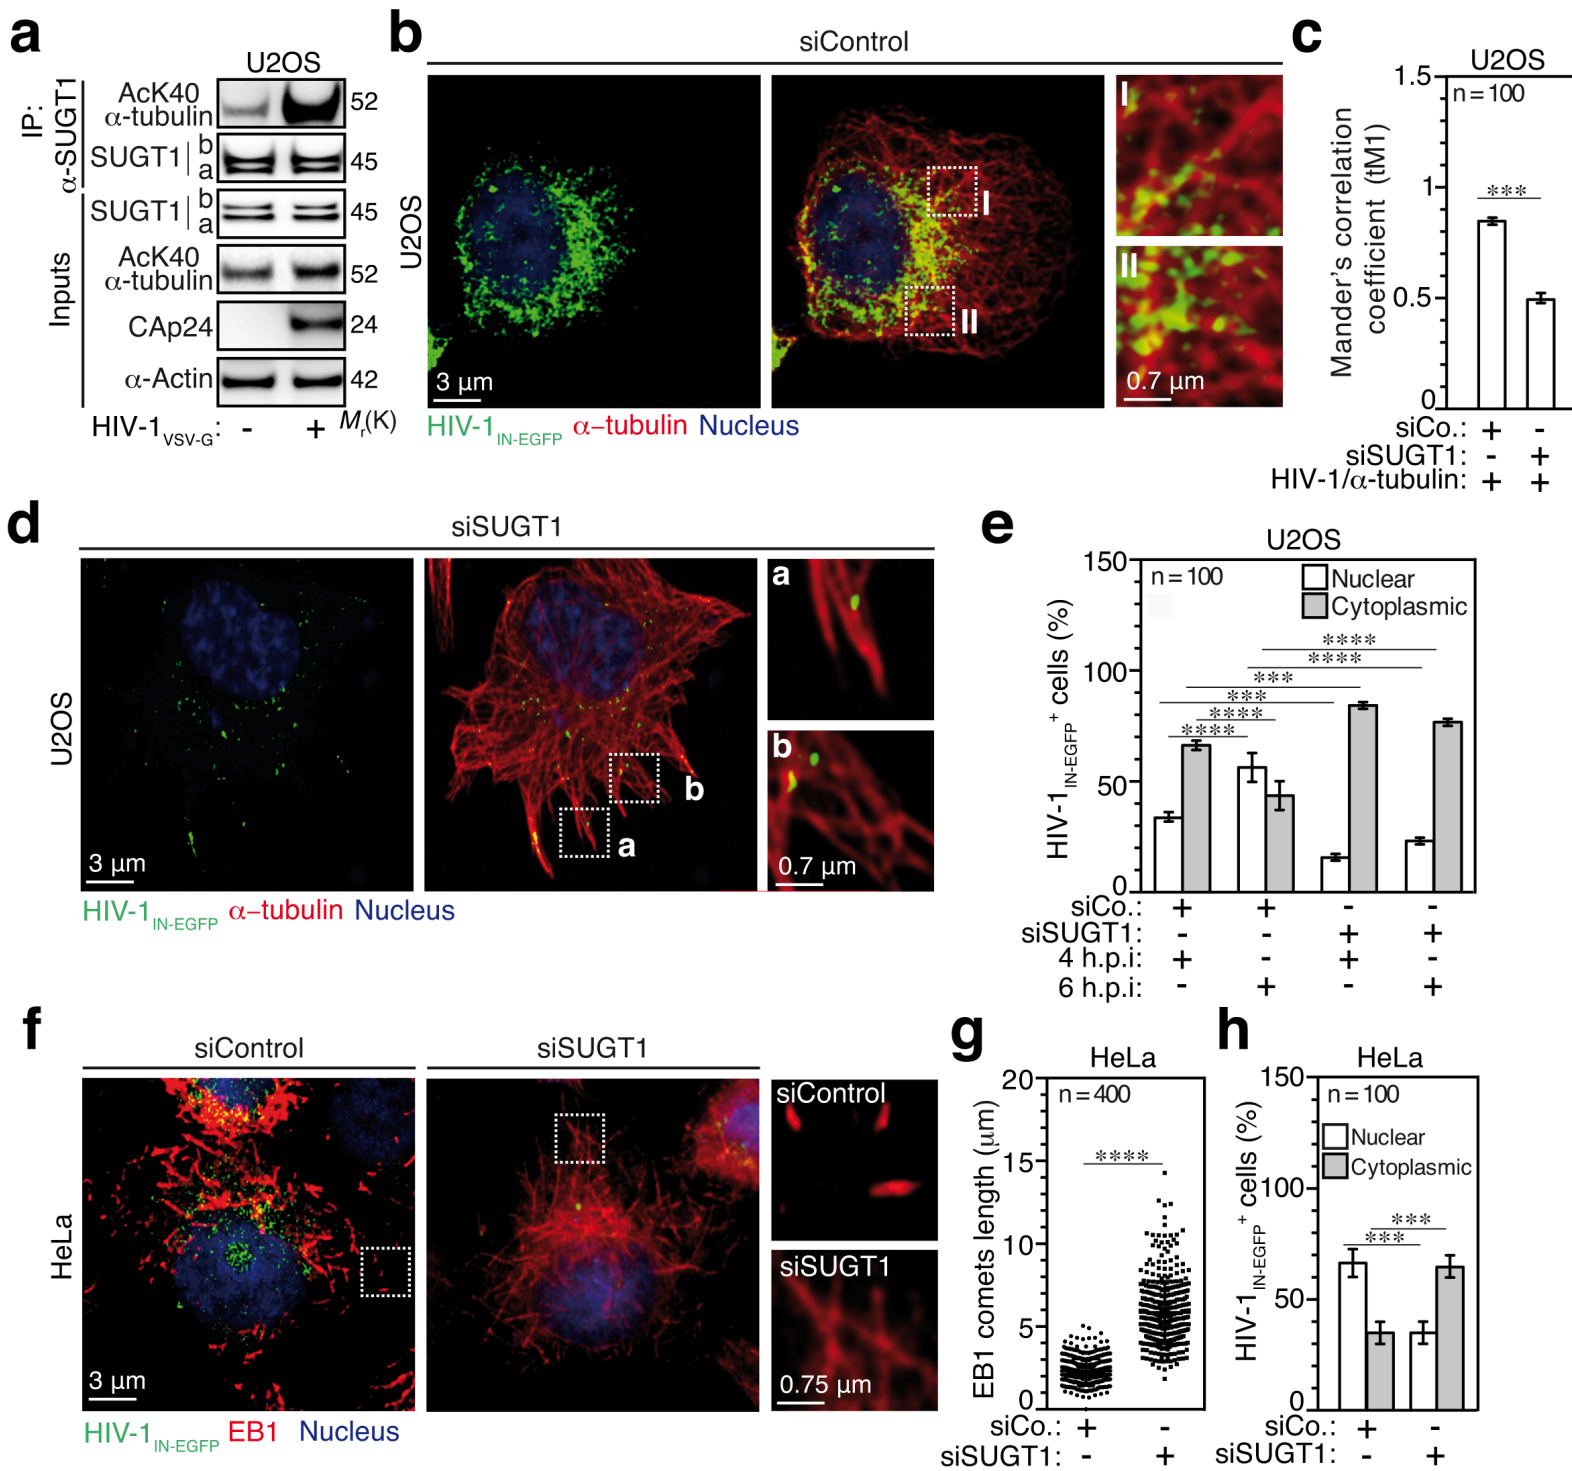 a
U2OS
IP:
α-SUGT1
AcK40
α-tubulin
52
SUGT1
b
a
45
Inputs
SUGT1
b
a
45
AcK40
α-tubulin
52
CAp24
24
α-Actin
42
HIV-1VSV-G: - + Mr(K)
b
siControl
U2OS
I
II
3 μm
I
II
0.7 μm
HIV-1IN-EGFP α-tubulin Nucleus
c
U2OS
n=100
Mander's correlation
coefficient (tM1)
1.5
1
0.5
0
***
siCo.: + -
siSUGT1: - +
HIV-1/α-tubulin: + +
d
siSUGT1
U2OS
3 μm
a
b
a
b
0.7 μm
HIV-1IN-EGFP α-tubulin Nucleus
e
U2OS
n=100
Nuclear
Cytoplasmic
HIV-1IN-EGFP+ cells (%)
150
100
50
0
****
****
***
***
****
****
siCo.: + + - -
siSUGT1: - - + +
4 h.p.i: + - + -
6 h.p.i: - + - +
f
siControl
siSUGT1
HeLa
3 μm
siControl
siSUGT1
0.75 μm
HIV-1IN-EGFP EB1 Nucleus
g
HeLa
n=400
EB1 comets length (μm)
20
15
10
5
0
****
siCo.: + -
siSUGT1: - +
h
HeLa
n=100
Nuclear
Cytoplasmic
HIV-1IN-EGFP+ cells (%)
150
100
50
0
***
***
siCo.: + -
siSUGT1: - +